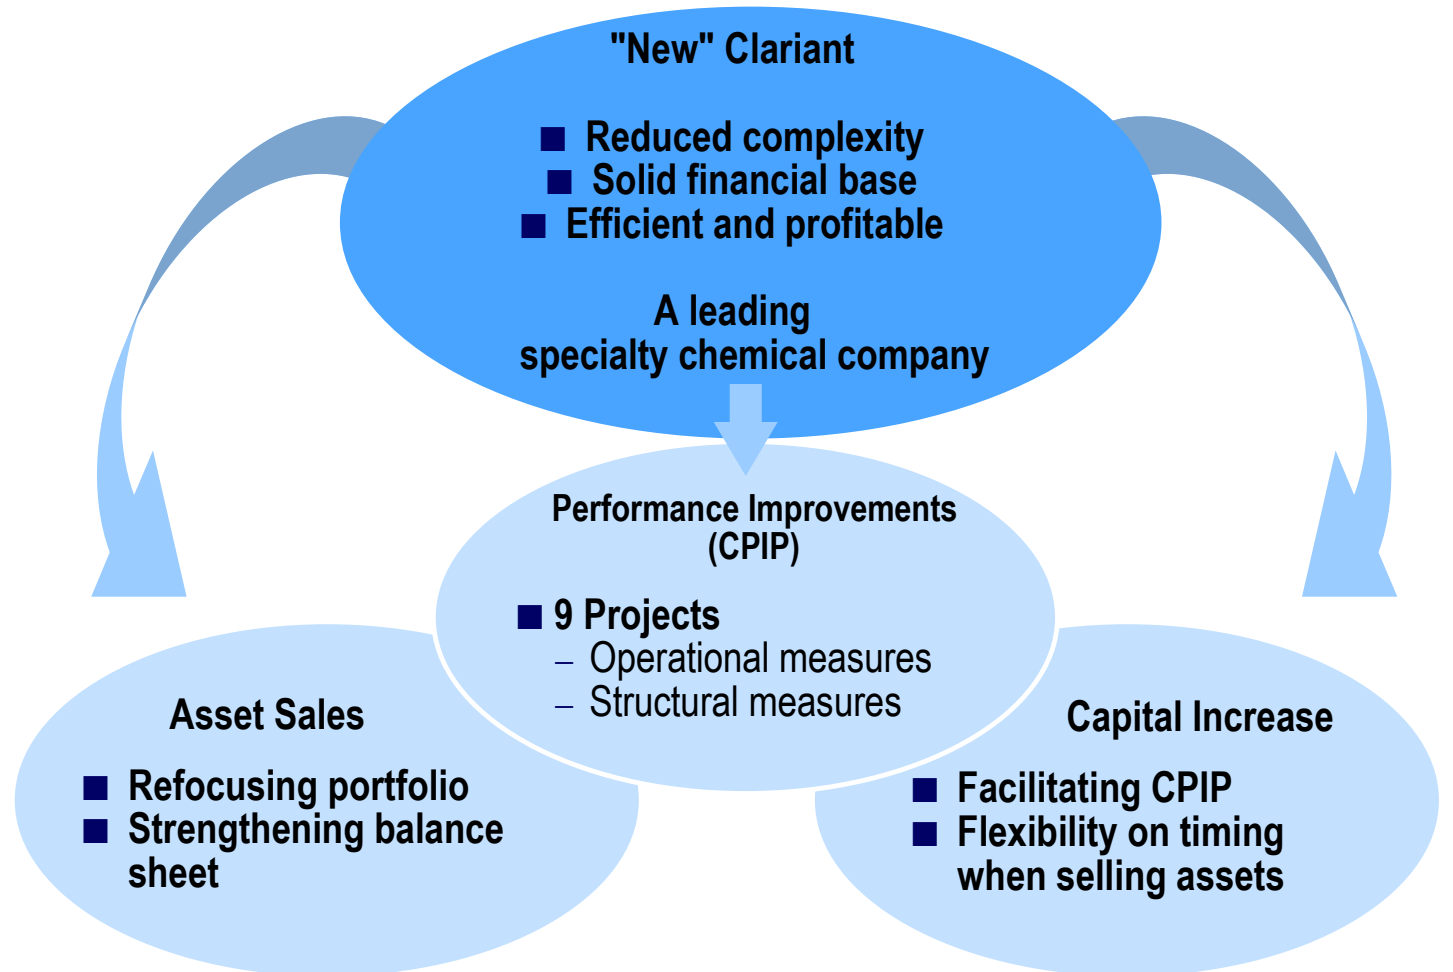 "New" Clariant
■ Reduced complexity
■ Solid financial base
■ Efficient and profitable
A leading
specialty chemical company
Performance Improvements
(CPIP)
■ 9 Projects
– Operational measures
– Structural measures
Asset Sales
■ Refocusing portfolio
■ Strengthening balance
sheet
Capital Increase
■ Facilitating CPIP
■ Flexibility on timing
when selling assets